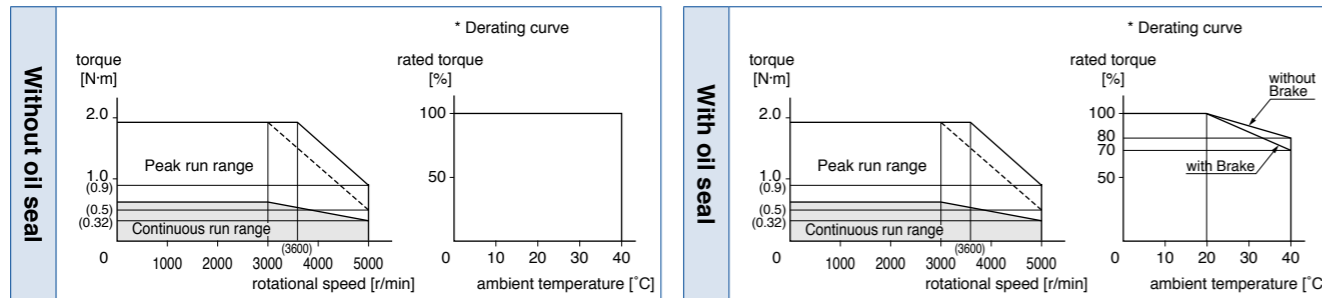 Without oil seal
* Derating curve
torque
[N·m]
2.0
1.0
(0.9)
(0.5)
(0.32)
0
Peak run range
Continuous run range
(3600)
1000 2000 3000 4000 5000
rotational speed [r/min]
rated torque
[%]
100
50
0
10 20 30 40
ambient temperature [˚C]
With oil seal
* Derating curve
torque
[N·m]
2.0
1.0
(0.9)
(0.5)
(0.32)
0
Peak run range
Continuous run range
(3600)
1000 2000 3000 4000 5000
rotational speed [r/min]
rated torque
[%]
without
Brake
100
80
70
50
with Brake
0
10 20 30 40
ambient temperature [˚C]